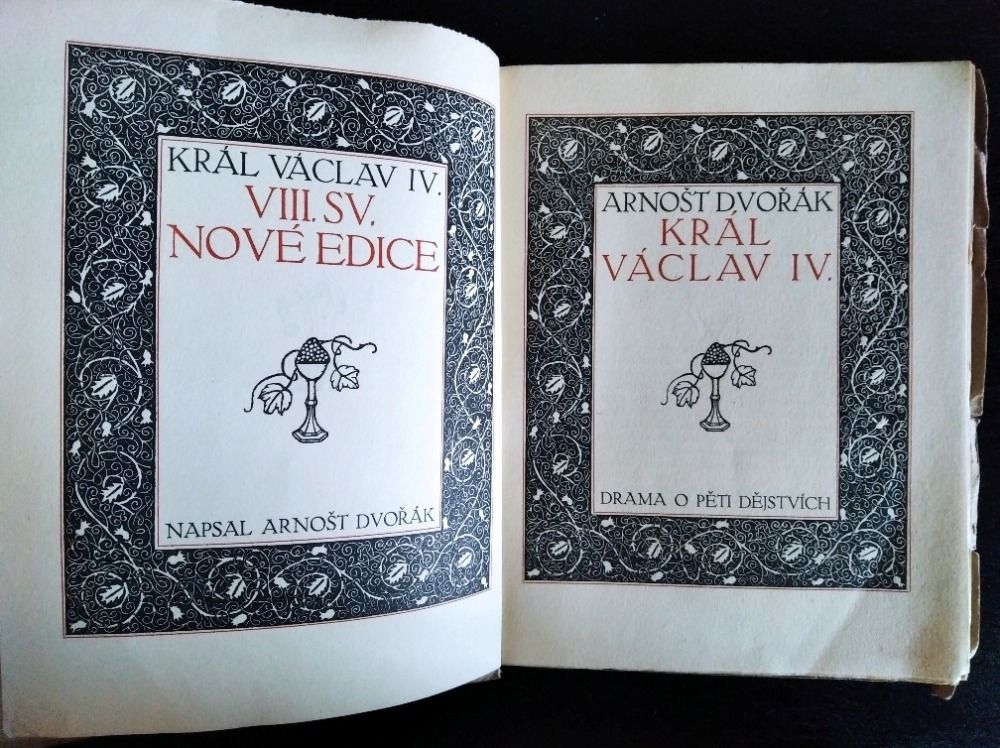 KRÁL VÁCLAV IV.
VIII. SV.
NOVÉ EDICE
NAPSAL ARNOŠT DVOŘÁK
ARNOŠT DVOŘÁK
KRÁL
VÁCLAV IV.
DRAMA O PĚTI DĚJSTVÍCH